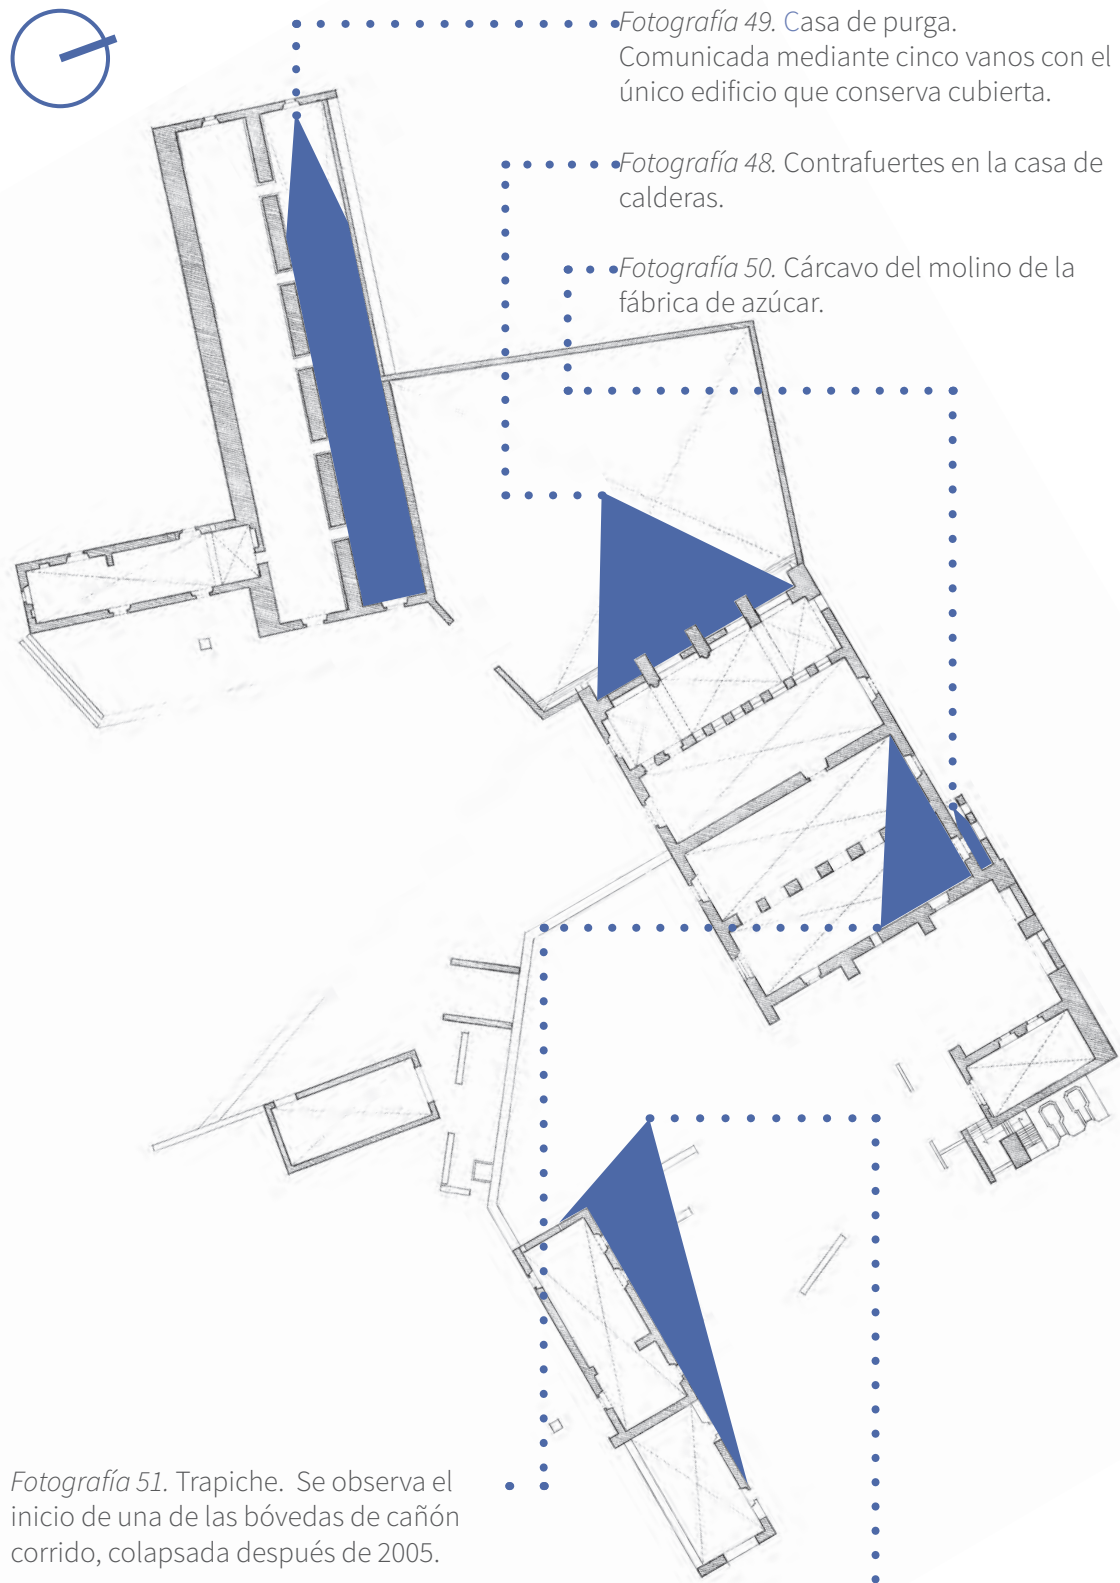 Fotografía 49. Casa de purga.
Comunicada mediante cinco vanos con el
único edificio que conserva cubierta.
Fotografía 48. Contrafuertes en la casa de
calderas.
Fotografía 50. Cárcavo del molino de la
fábrica de azúcar.
Fotografía 51. Trapiche. Se observa el
inicio de una de las bóvedas de cañón
corrido, colapsada después de 2005.